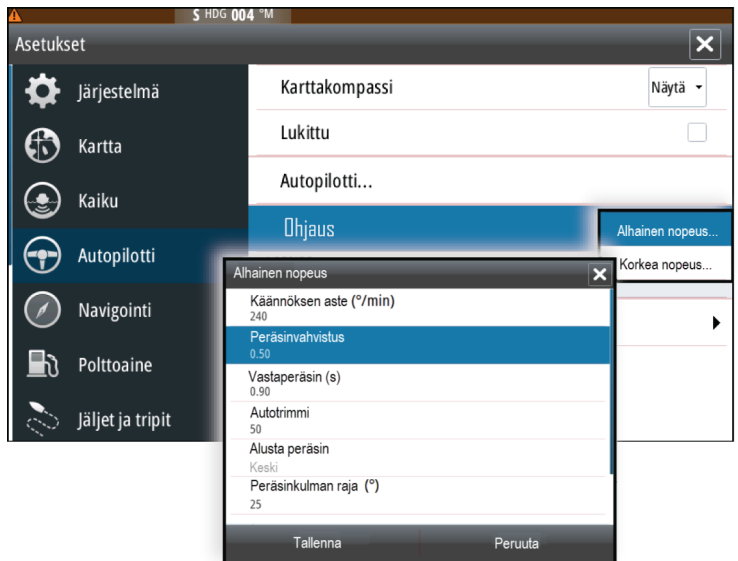 S HDG 004 °M
Asetukset
Järjestelmä
Kartta
Kaiku
Autopilotti
Navigointi
Polttoaine
Jäljet ja tripit
Karttakompassi
Näytä
Lukittu
Autopilotti...
Ohjaus
Alhainen nopeus...
Korkea nopeus...
Alhainen nopeus
Käännöksen aste (°/min)
240
Peräsinvahvistus
0.50
Vastaperäsin (s)
0.90
Autotrimmi
50
Alusta peräsin
Keski
Peräsinkulman raja (°)
25
Tallenna
Peruuta